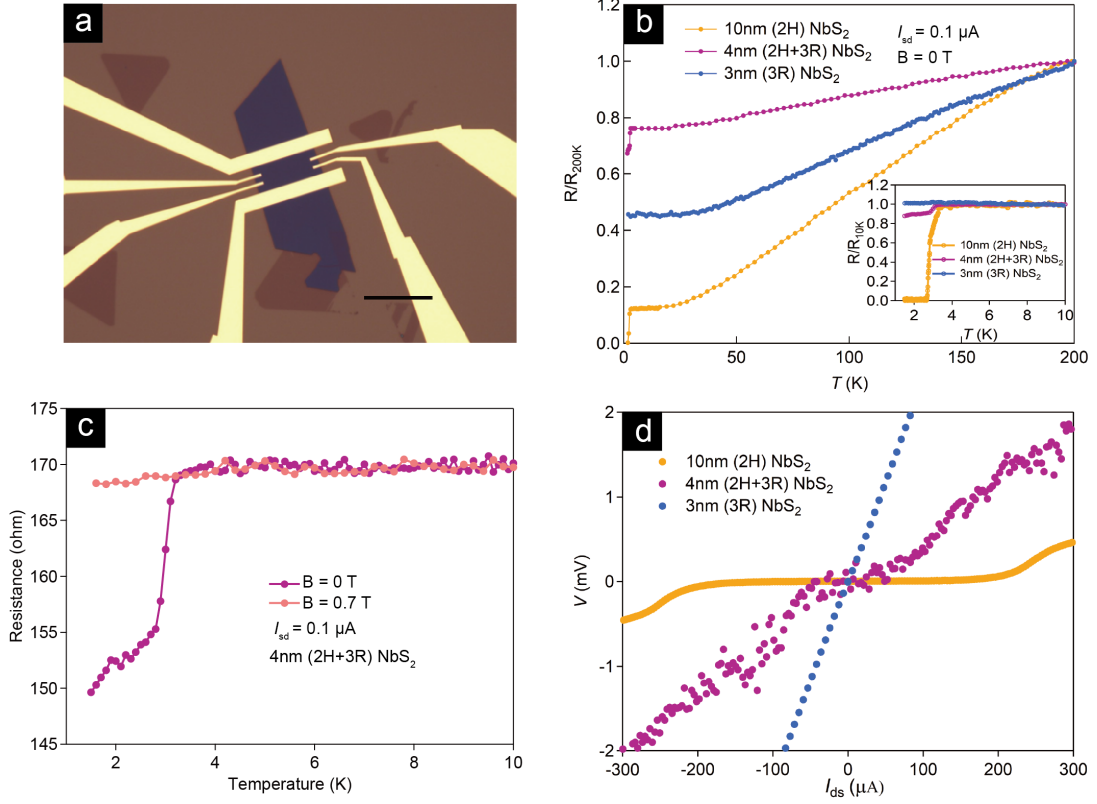 a
b
10nm (2H) NbS2
4nm (2H+3R) NbS2
3nm (3R) NbS2
Isd = 0.1 μA
B = 0 T
R/R200K
1.2
1.0
0.8
0.6
0.4
0.2
0.0
1
50
100
150
200
T (K)
R/R10K
1.2
1.0
0.8
0.6
0.4
0.2
0.0
10nm (2H) NbS2
4nm (2H+3R) NbS2
3nm (3R) NbS2
2
4
6
8
10
T (K)
c
Resistance (ohm)
175
170
165
160
155
150
145
B = 0 T
B = 0.7 T
Isd = 0.1 μA
4nm (2H+3R) NbS2
2
4
6
8
10
Temperature (K)
d
10nm (2H) NbS2
4nm (2H+3R) NbS2
3nm (3R) NbS2
V (mV)
2
1
0
-1
-2
-300
-200
-100
0
100
200
300
Ids (μA)